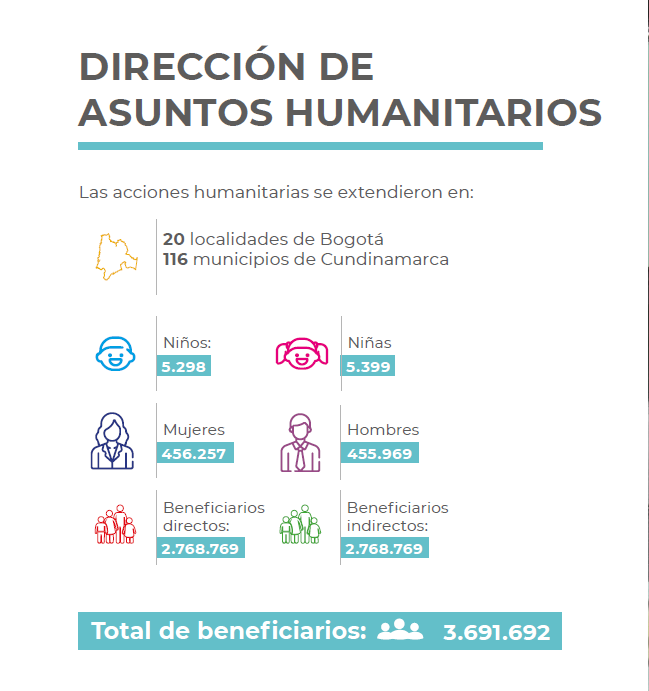 DIRECCIÓN DE
ASUNTOS HUMANITARIOS
Las acciones humanitarias se extendieron en:
20 localidades de Bogotá
116 municipios de Cundinamarca
Niños:
5.298
Niñas
5.399
Mujeres
456.257
Hombres
455.969
Beneficiarios
directos:
2.768.769
Beneficiarios
indirectos:
2.768.769
Total de beneficiarios: 3.691.692